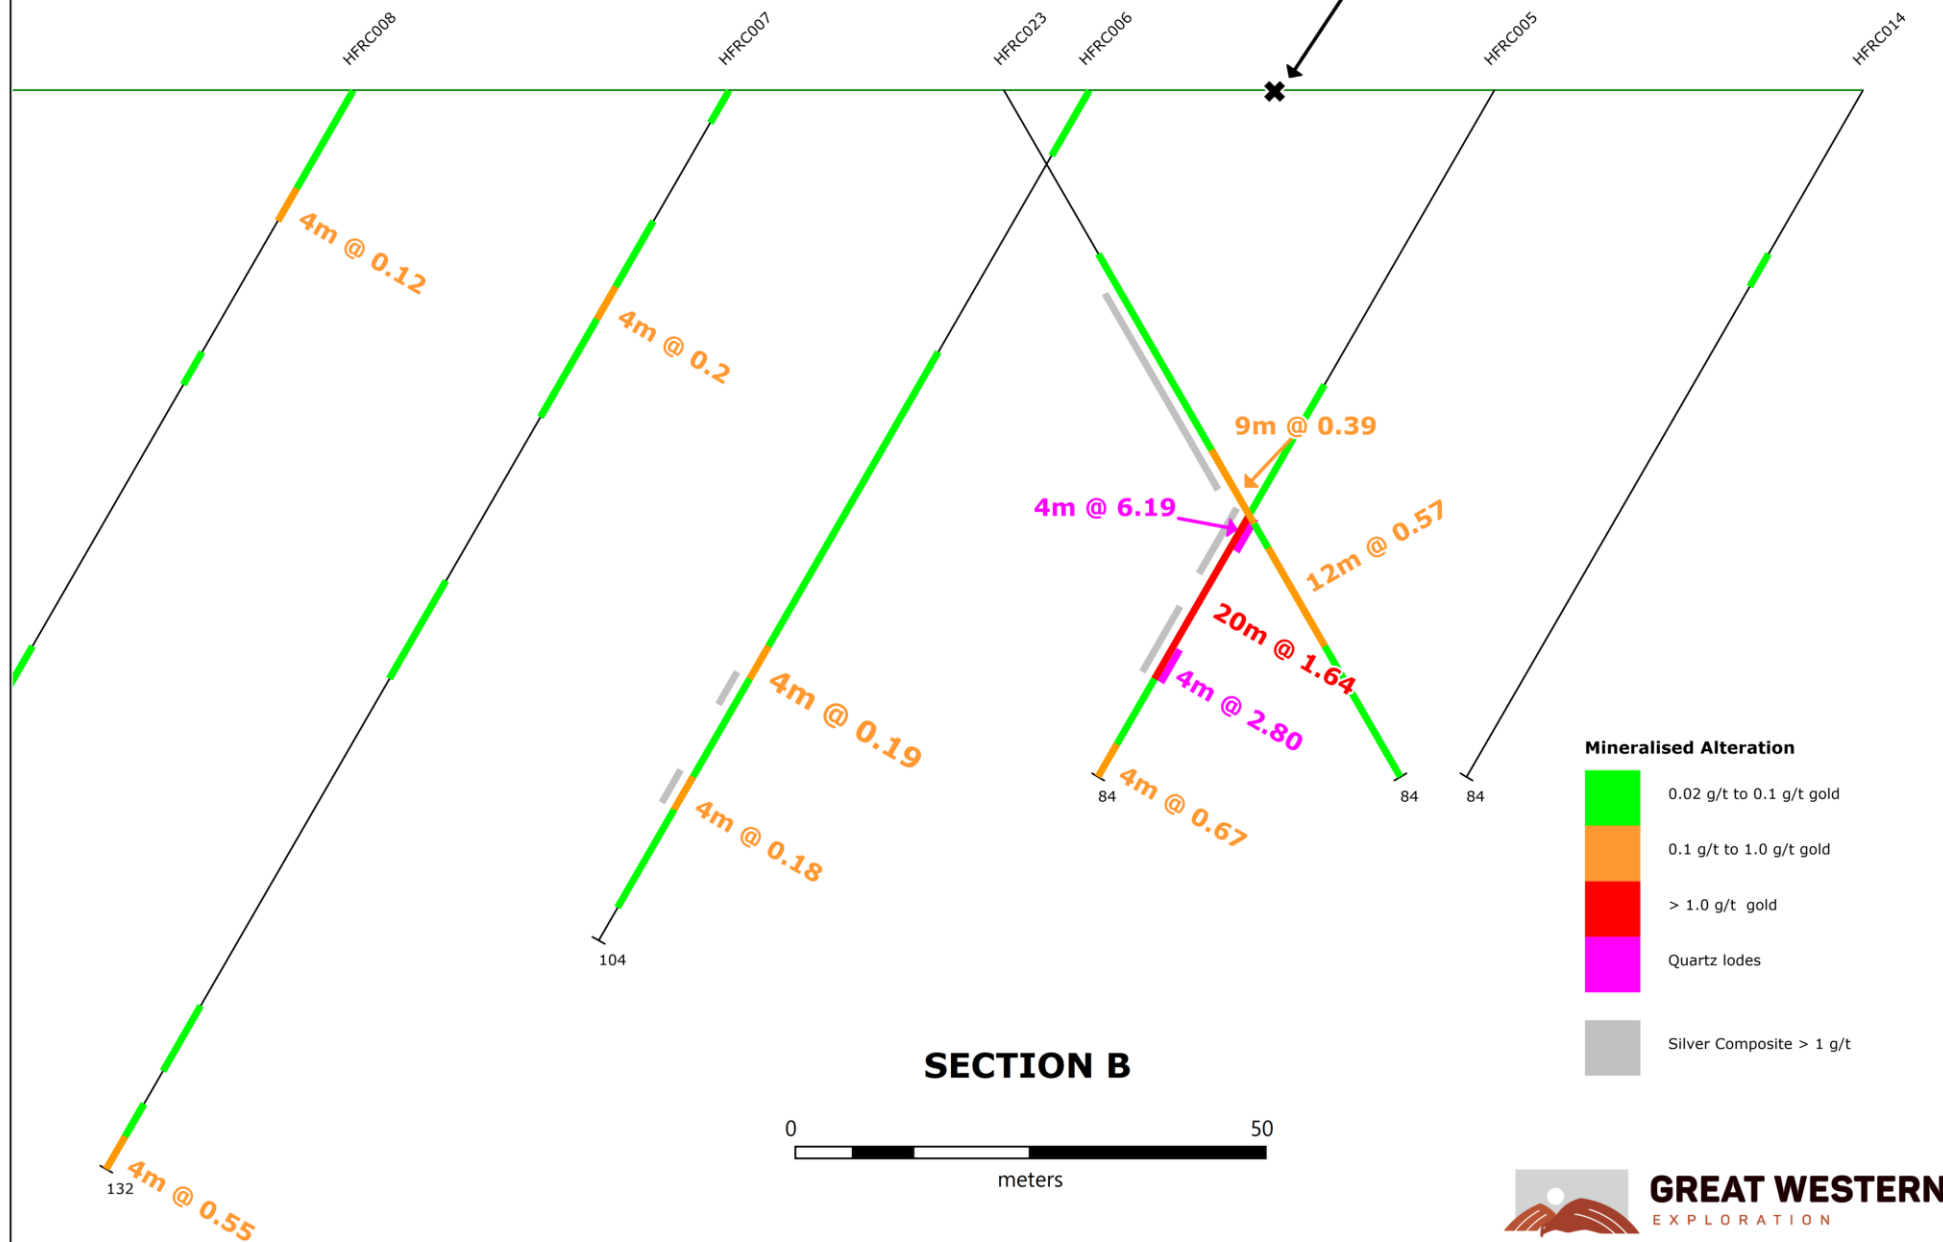 HFRC008
HFRC007
HFRC023
HFRC006
HFRC005
HFRC014
4m @ 0.12
4m @ 0.2
9m @ 0.39
4m @ 6.19
12m @ 0.57
20m @ 1.64
4m @ 2.80
4m @ 0.19
4m @ 0.18
4m @ 0.67
84
84
84
104
132
4m @ 0.55
Mineralised Alteration
0.02 g/t to 0.1 g/t gold
0.1 g/t to 1.0 g/t gold
> 1.0 g/t gold
Quartz lodes
Silver Composite > 1 g/t
SECTION B
0
50
meters
GREAT WESTERN
EXPLORATION